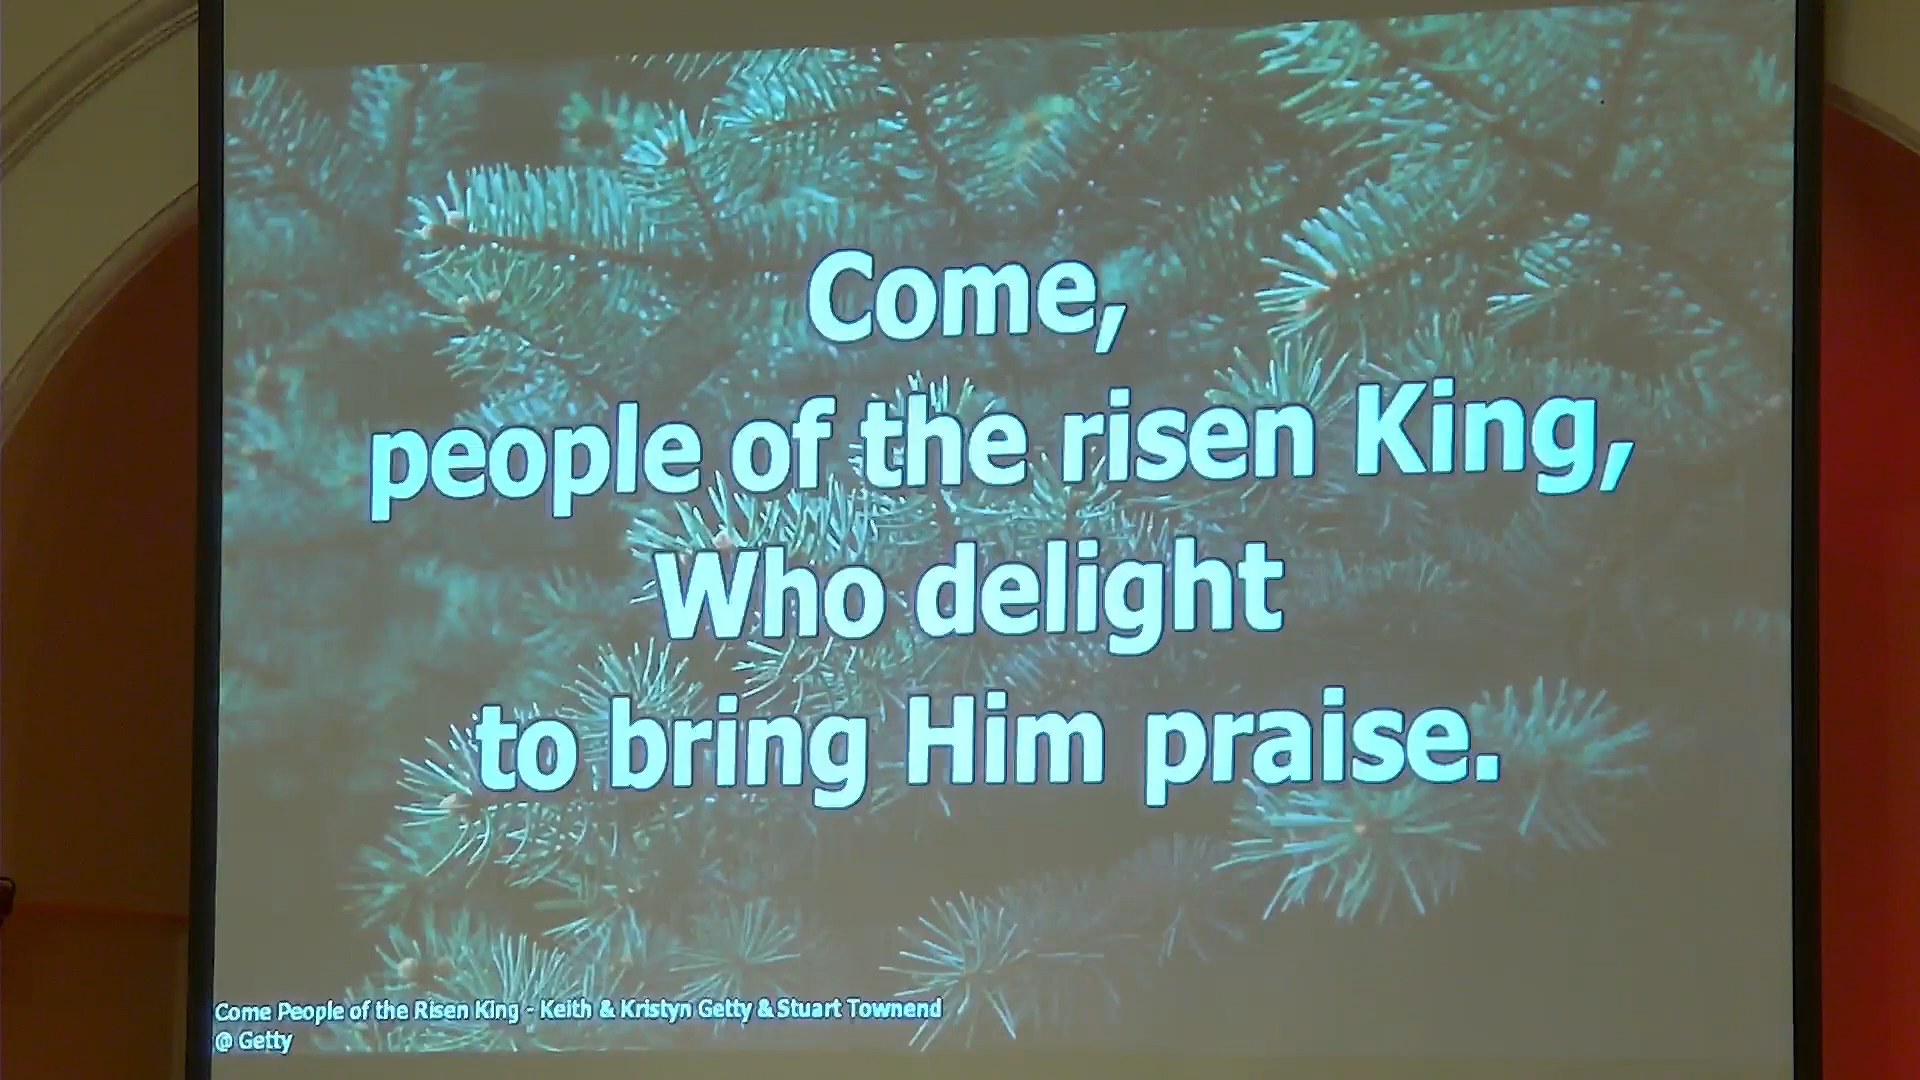 Come,
people of the risen King,
Who delight
to bring Him praise.
Come People of the Risen King - Keith & Kristyn Getty & Stuart Townend
@ Getty